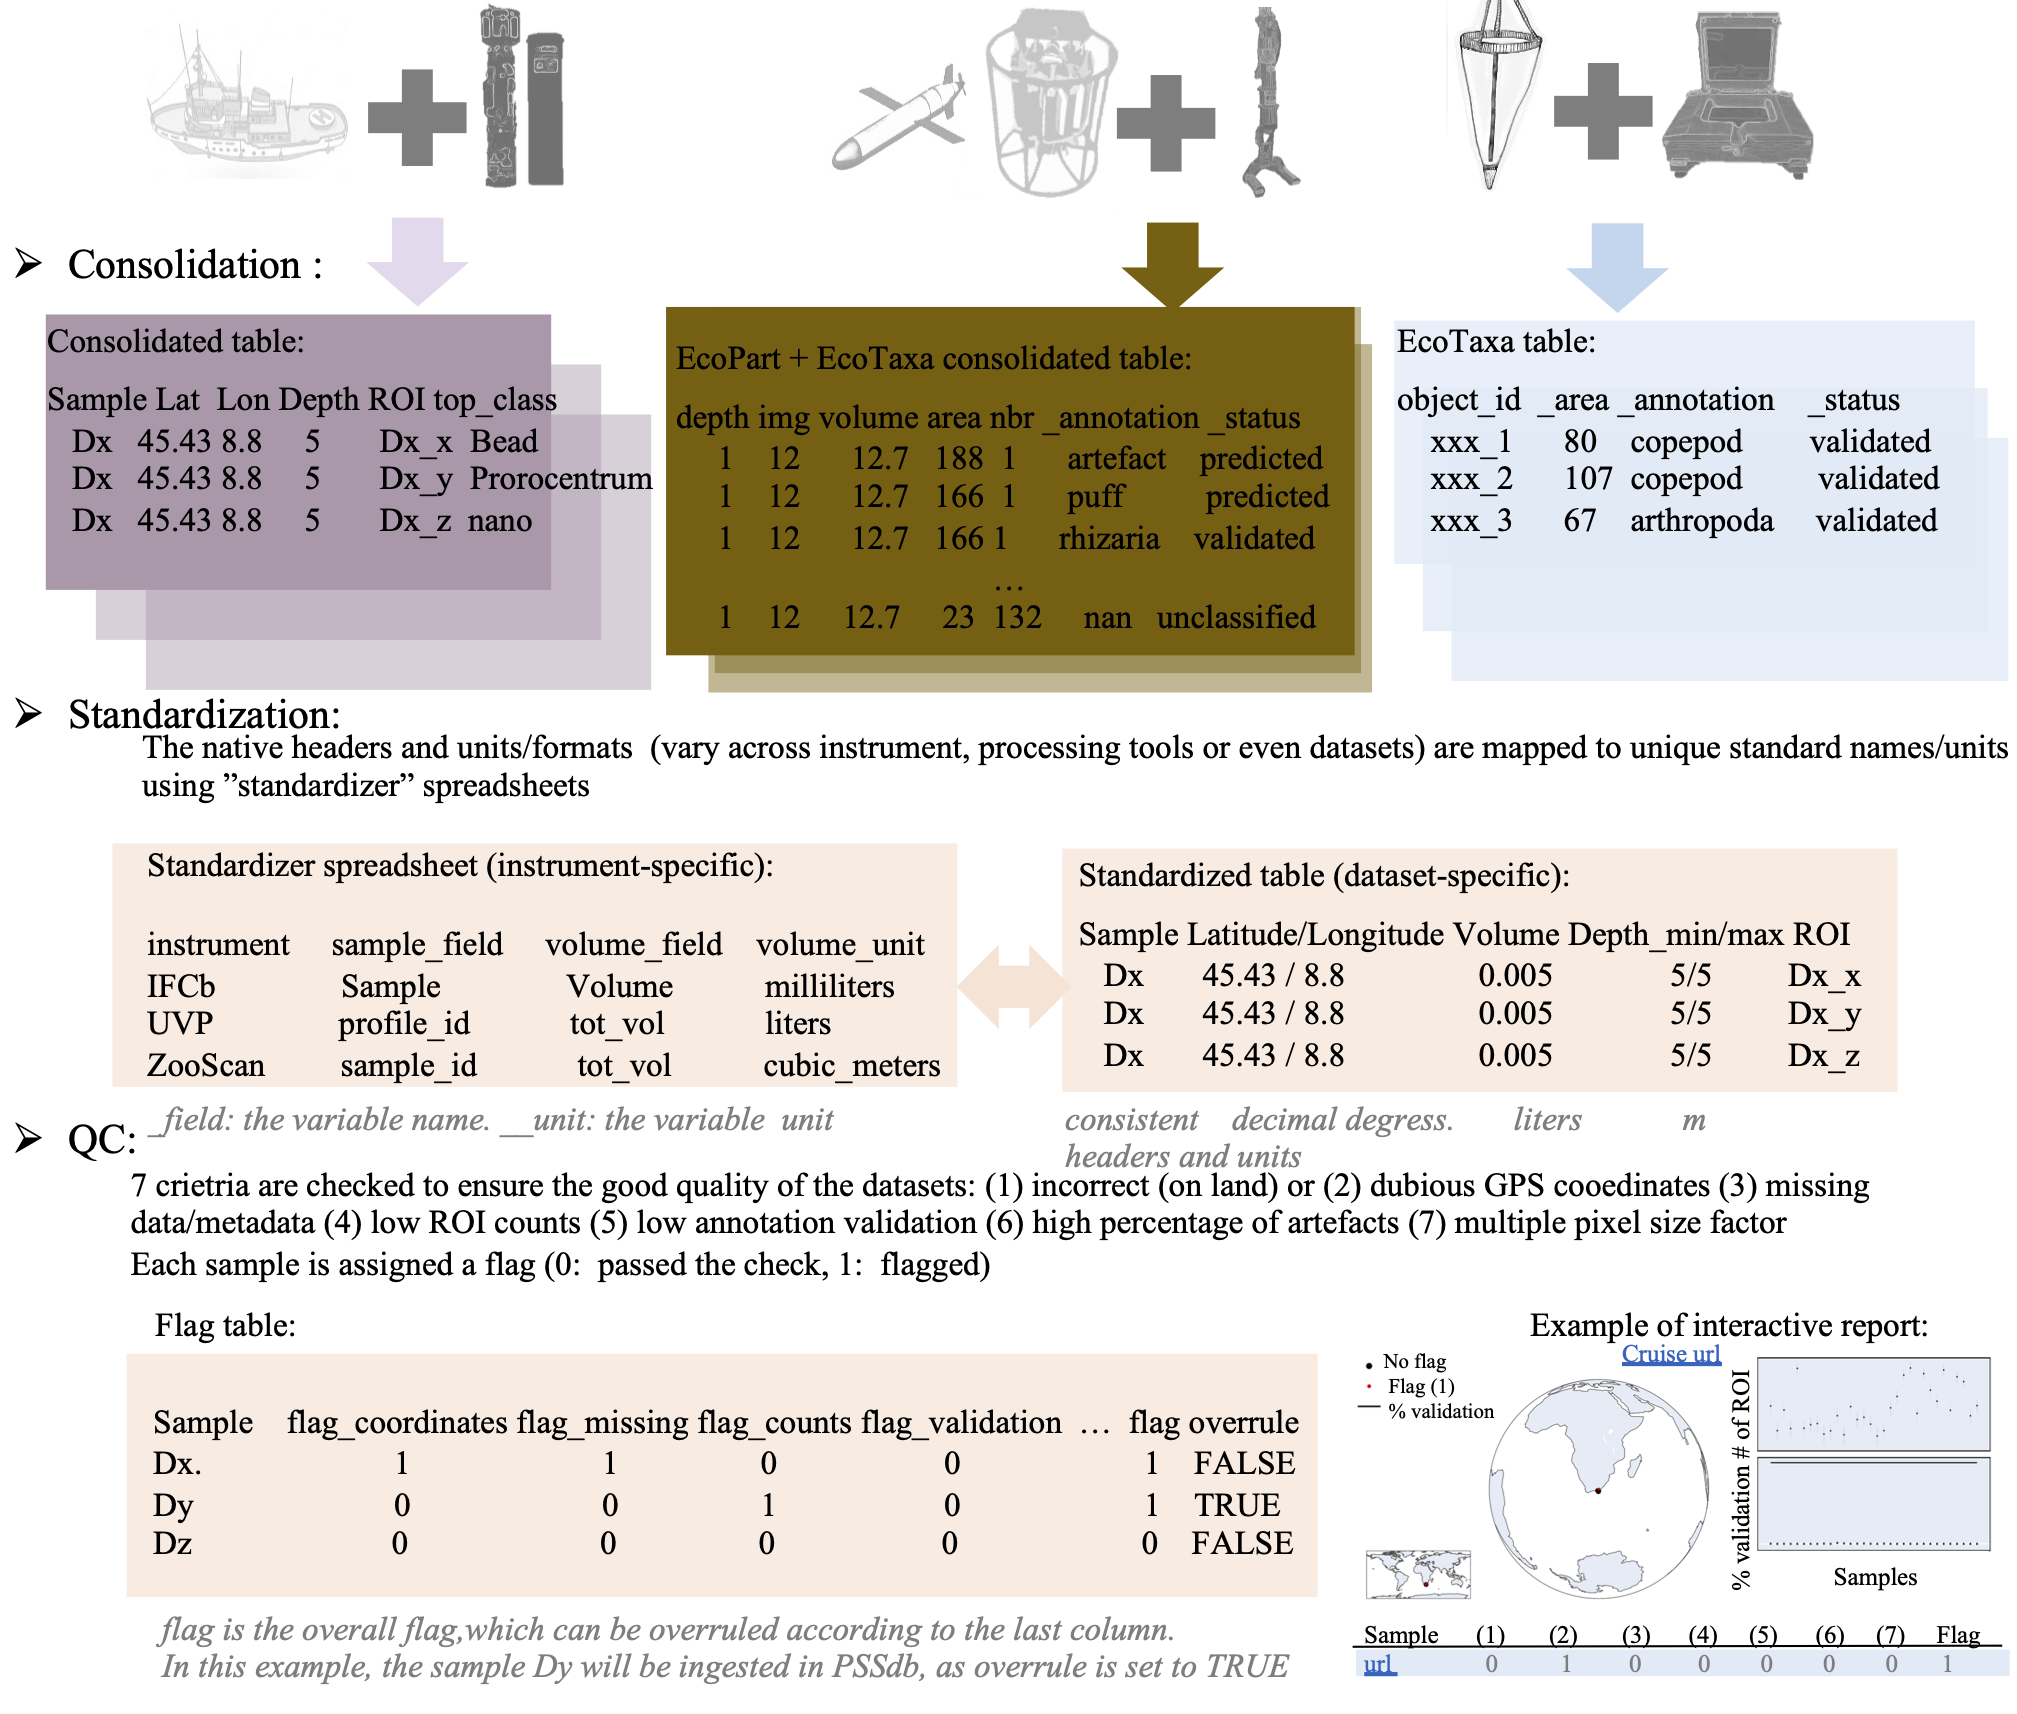 ➢ Consolidation :
Consolidated table:
Sample Lat Lon Depth ROI top_class
Dx 45.43 8.8 5 Dx_x Bead
Dx 45.43 8.8 5 Dx_y Prorocentrum
Dx 45.43 8.8 5 Dx_z nano
EcoPart + EcoTaxa consolidated table:
depth img volume area nbr _annotation _status
1 12 12.7 188 1 artefact predicted
1 12 12.7 166 1 puff predicted
1 12 12.7 166 1 rhizaria validated
…
1 12 12.7 23 132 nan unclassified
EcoTaxa table:
object_id _area _annotation _status
xxx_1 80 copepod validated
xxx_2 107 copepod validated
xxx_3 67 arthropoda validated
➢ Standardization:
The native headers and units/formats (vary across instrument, processing tools or even datasets) are mapped to unique standard names/units
using ”standardizer” spreadsheets
Standardizer spreadsheet (instrument-specific):
instrument sample_field volume_field volume_unit
IFCb Sample Volume milliliters
UVP profile_id tot_vol liters
ZooScan sample_id tot_vol cubic_meters
_field: the variable name. __unit: the variable unit
Standardized table (dataset-specific):
Sample Latitude/Longitude Volume Depth_min/max ROI
Dx 45.43 / 8.8 0.005 5/5 Dx_x
Dx 45.43 / 8.8 0.005 5/5 Dx_y
Dx 45.43 / 8.8 0.005 5/5 Dx_z
consistent decimal degress. liters m
headers and units
➢ QC:
7 crietria are checked to ensure the good quality of the datasets: (1) incorrect (on land) or (2) dubious GPS cooedinates (3) missing
data/metadata (4) low ROI counts (5) low annotation validation (6) high percentage of artefacts (7) multiple pixel size factor
Each sample is assigned a flag (0: passed the check, 1: flagged)
Flag table:
Sample flag_coordinates flag_missing flag_counts flag_validation … flag overrule
Dx. 1 1 0 0 1 FALSE
Dy 0 0 1 0 1 TRUE
Dz 0 0 0 0 0 FALSE
flag is the overall flag,which can be overruled according to the last column.
In this example, the sample Dy will be ingested in PSSdb, as overrule is set to TRUE
Example of interactive report:
Cruise url
No flag
Flag (1)
% validation
% validation # of ROI
Samples
Sample (1) (2) (3) (4) (5) (6) (7) Flag
url 0 1 0 0 0 0 0 1